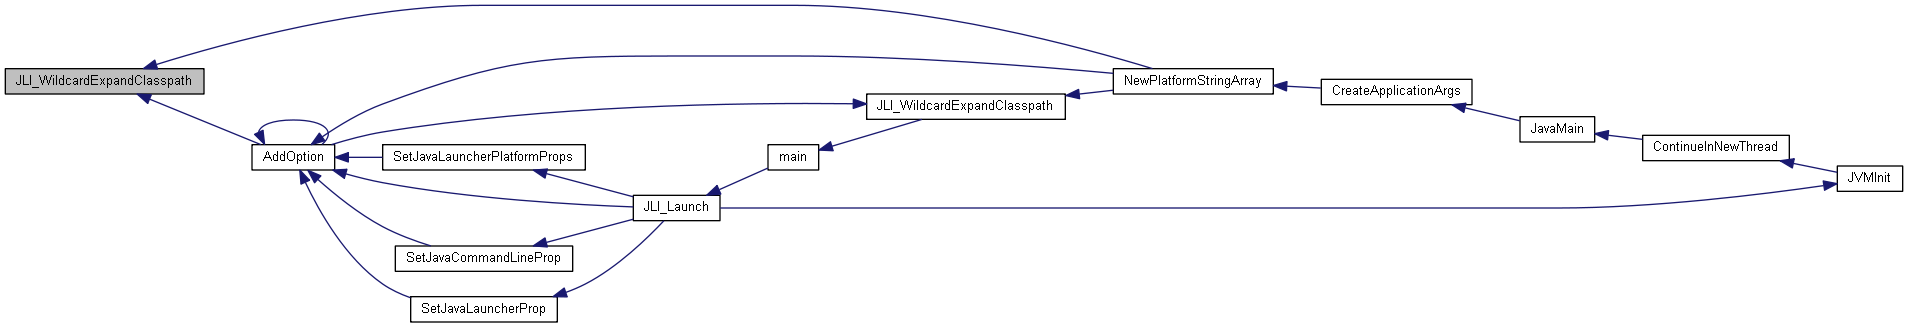 JLI_WildcardExpandClasspath
AddOption
SetJavaLauncherPlatformProps
SetJavaCommandLineProp
SetJavaLauncherProp
JLI_Launch
main
JLI_WildcardExpandClasspath
NewPlatformStringArray
CreateApplicationArgs
JavaMain
ContinueInNewThread
JVMInit